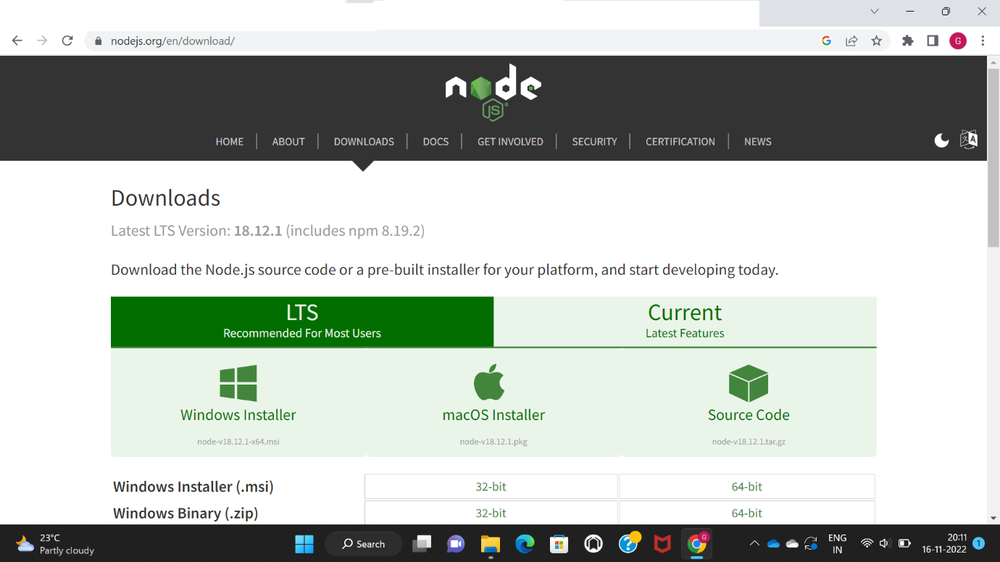 nodejs.org/en/download/
G
G
node
JS
HOME
ABOUT
DOWNLOADS
DOCS
GET INVOLVED
SECURITY
CERTIFICATION
NEWS
文A
Downloads
Latest LTS Version: 18.12.1 (includes npm 8.19.2)
Download the Node.js source code or a pre-built installer for your platform, and start developing today.
LTS
Recommended For Most Users
Current
Latest Features
Windows Installer
node-v18.12.1-x64.msi
macOS Installer
node-v18.12.1.pkg
Source Code
node-v18.12.1.tar.gz
Windows Installer (.msi)
32-bit
64-bit
Windows Binary (.zip)
32-bit
64-bit
23°C
Partly cloudy
Search
?
G
ENG
IN
20:11
16-11-2022
1